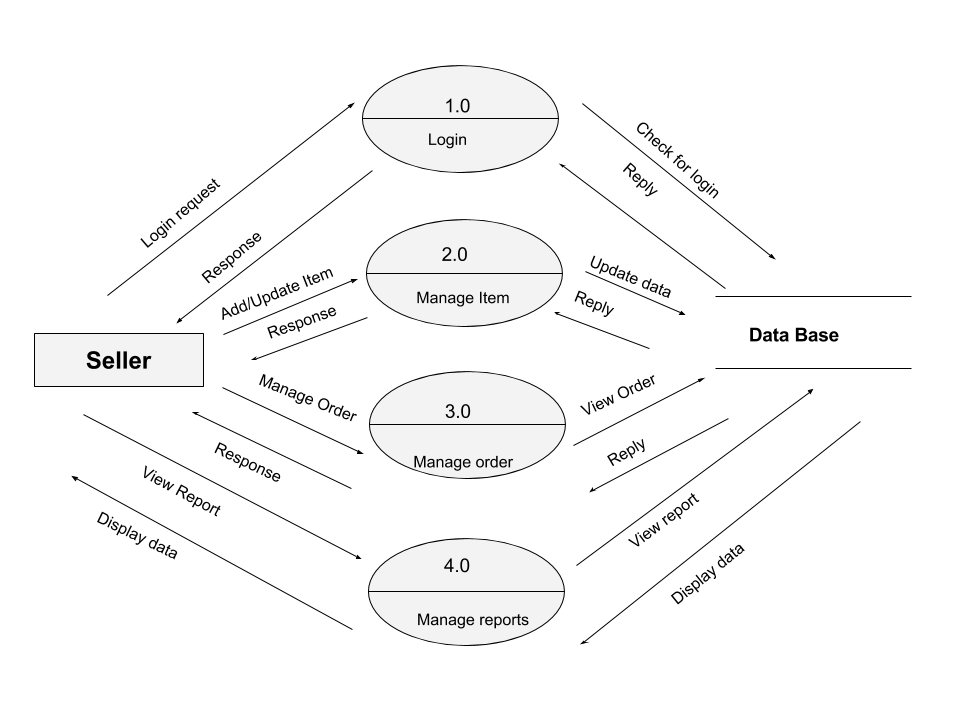 1.0
Login
Check for login
Reply
Login request
Response
2.0
Manage Item
Add/Update Item
Response
Update data
Reply
Seller
Data Base
Manage Order
Response
3.0
Manage order
View Order
Reply
View Report
Display data
4.0
Manage reports
View report
Display data